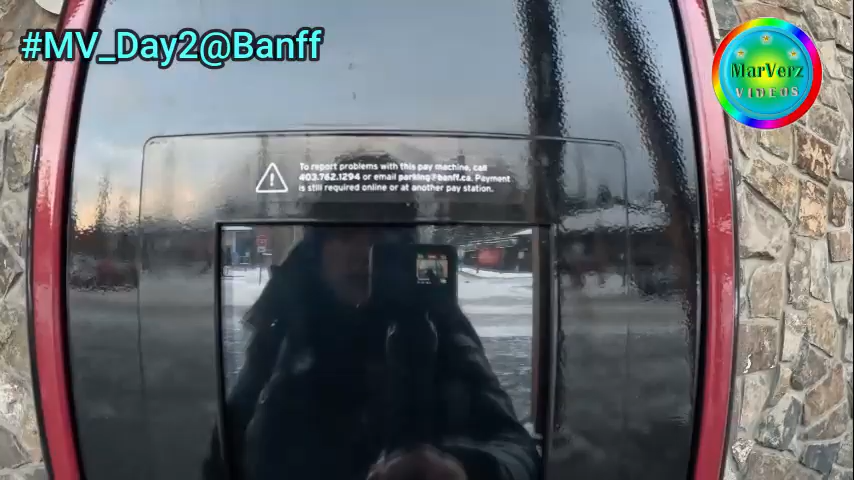 #MV_Day2@Banff
MarVerz
VIDEOS
To report problems with this pay machine, call
403.762.1294 or email parking@banff.ca. Payment
is still required online or at another pay station.